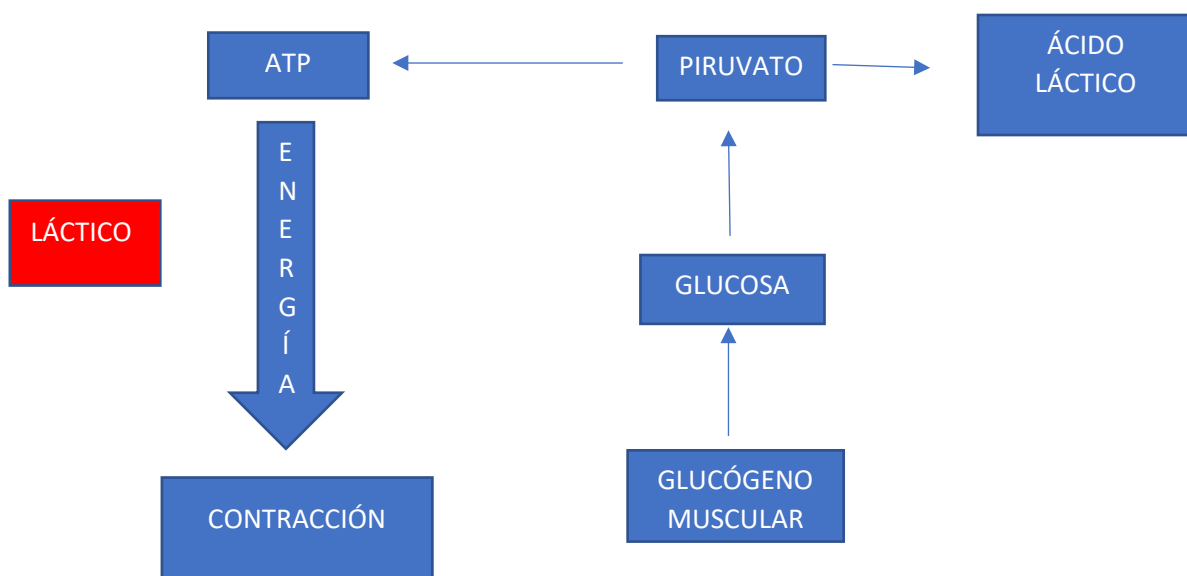 ATP
PIRUVATO
ÁCIDO
LÁCTICO
E
N
E
R
G
Í
A
LÁCTICO
GLUCOSA
CONTRACCIÓN
GLUCÓGENO
MUSCULAR